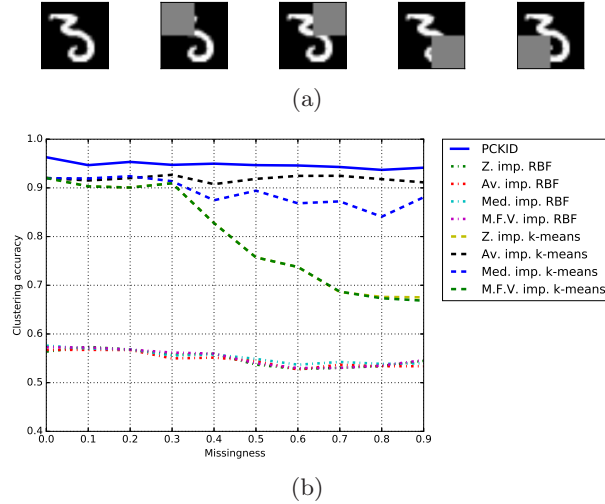 (a)
1.0
0.9
0.8
0.7
0.6
0.5
0.4
Clustering accuracy
0.0 0.1 0.2 0.3 0.4 0.5 0.6 0.7 0.8 0.9
Missingness
PCKID
Z. imp. RBF
Av. imp. RBF
Med. imp. RBF
M.F.V. imp. RBF
Z. imp. k-means
Av. imp. k-means
Med. imp. k-means
M.F.V. imp. k-means
(b)